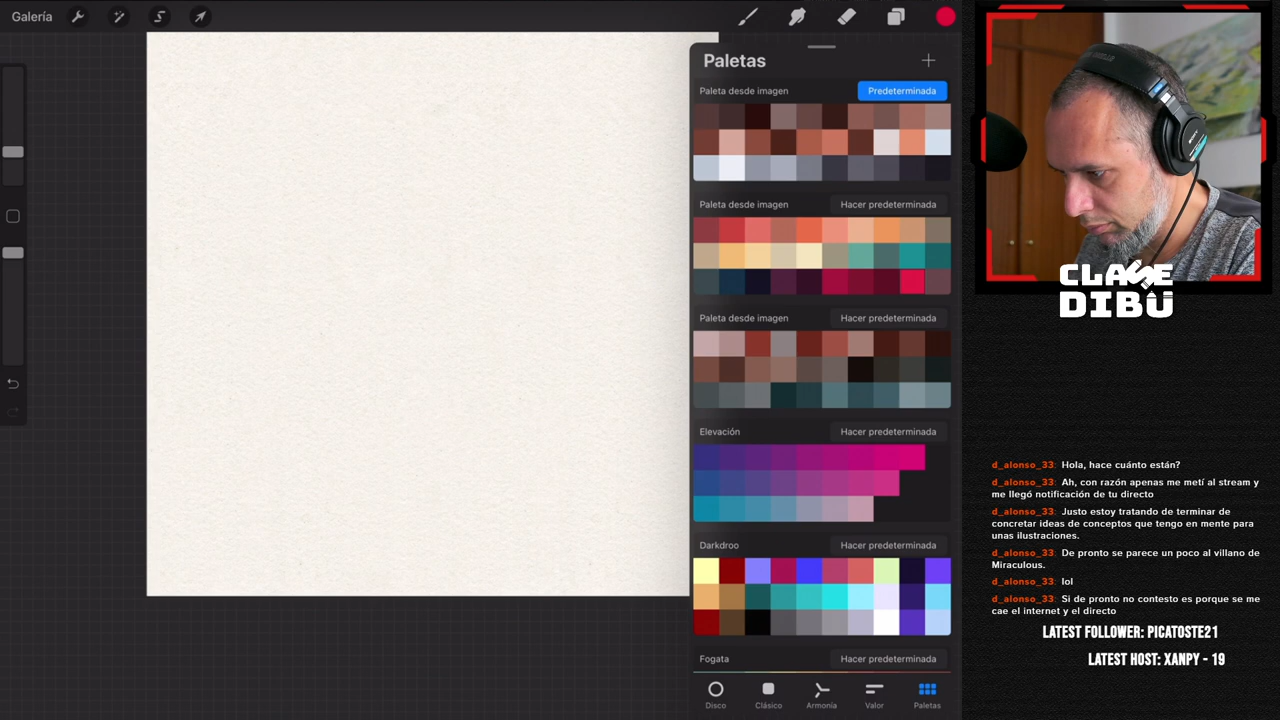 Galería
Paletas
Paleta desde imagen
Predeterminada
Paleta desde imagen
Hacer predeterminada
Paleta desde imagen
Hacer predeterminada
Elevación
Hacer predeterminada
Darkdroo
Hacer predeterminada
Fogata
Hacer predeterminada
Disco
Clásico
Armonía
Valor
Paletas
SONY
CLASE
DIBU
d_alonso_33: Hola, hace cuánto están?
d_alonso_33: Ah, con razón apenas me metí al stream y
me llegó notificación de tu directo
d_alonso_33: Justo estoy tratando de terminar de
concretar ideas de conceptos que tengo en mente para
unas ilustraciones.
d_alonso_33: De pronto se parece un poco al villano de
Miraculous.
d_alonso_33: lol
d_alonso_33: Si de pronto no contesto es porque se me
cae el internet y el directo
LATEST FOLLOWER: PICATOSTE21
LATEST HOST: XANPY - 19